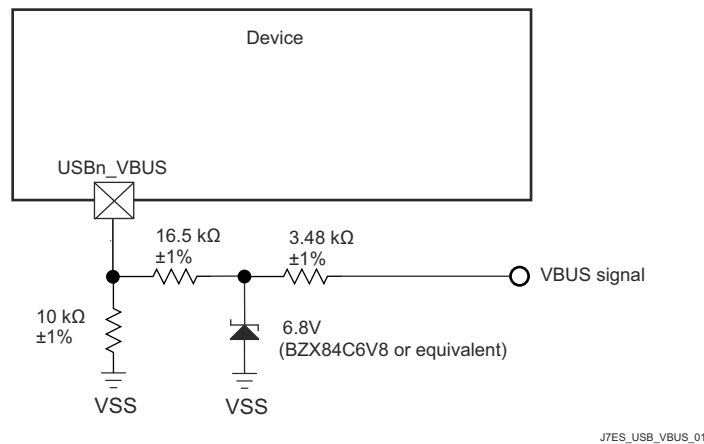 Device
USBn_VBUS
16.5 kΩ
±1%
3.48 kΩ
±1%
VBUS signal
10 kΩ
±1%
6.8V
(BZX84C6V8 or equivalent)
VSS
VSS
J7ES_USB_VBUS_01